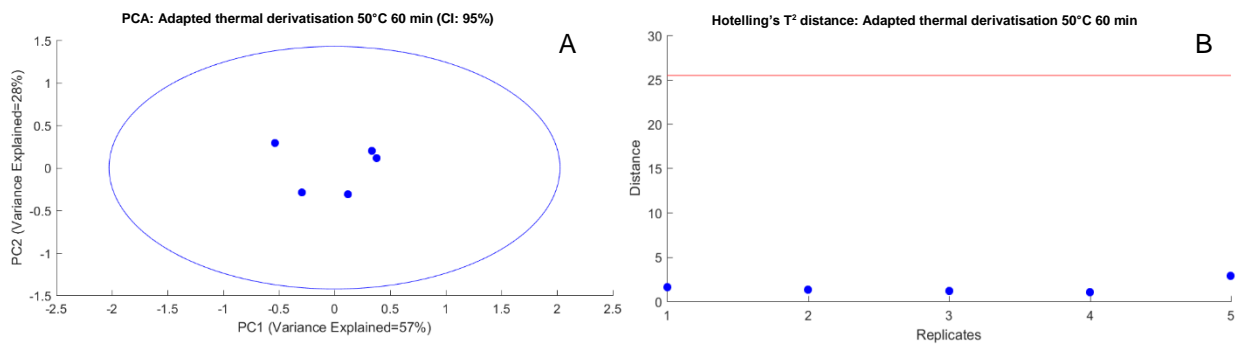 PCA: Adapted thermal derivatisation 50°C 60 min (CI: 95%)
A
1.5
1
0.5
0
-0.5
-1
-1.5
PC2 (Variance Explained=28%)
-2.5 -2 -1.5 -1 -0.5 0 0.5 1 1.5 2 2.5
PC1 (Variance Explained=57%)
Hotelling's T² distance: Adapted thermal derivatisation 50°C 60 min
B
30
25
20
15
10
5
0
Distance
1 2 3 4 5
Replicates